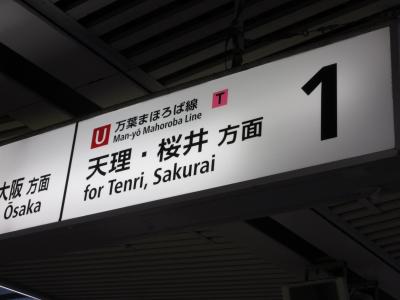 大阪 方面
Ōsaka
U 万葉まほろば線 T
Man-yō Mahoroba Line
天理・桜井 方面
for Tenri, Sakurai
1